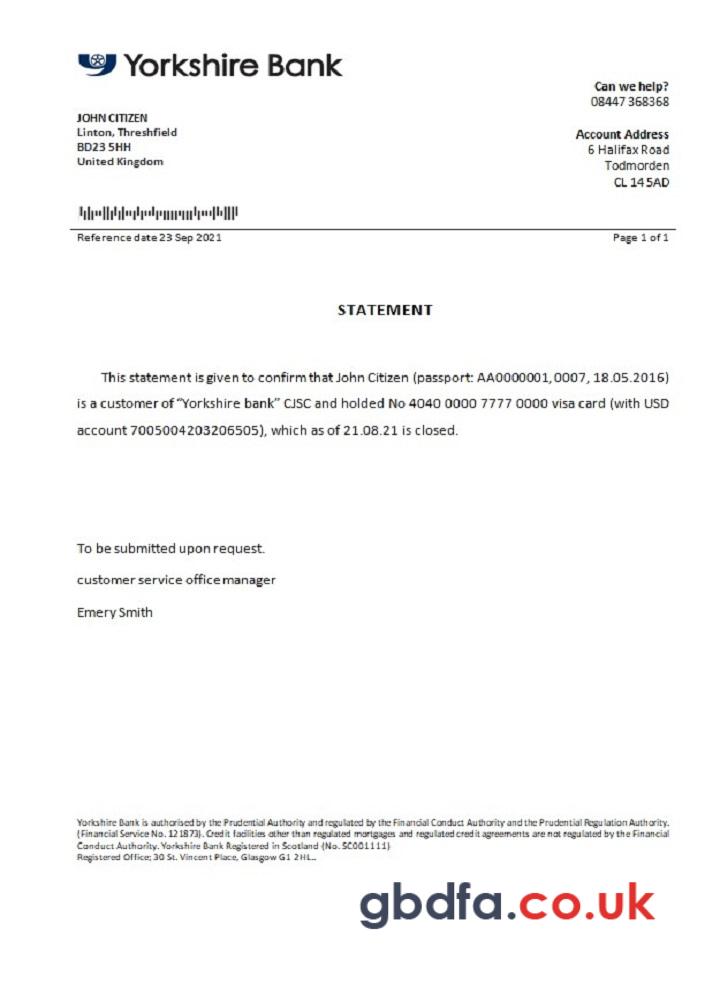 Yorkshire Bank
Can we help?
08447 368368
JOHN CITIZEN
Linton, Threshfield
BD23 5HH
United Kingdom
Account Address
6 Halifax Road
Todmorden
CL 14 5AD
Reference date 23 Sep 2021
Page 1 of 1
STATEMENT
This statement is given to confirm that John Citizen (passport: AA0000001, 0007, 18.05.2016)
is a customer of “Yorkshire bank” CJSC and holded No 4040 0000 7777 0000 visa card (with USD
account 7005004203206505), which as of 21.08.21 is closed.
To be submitted upon request.
customer service office manager
Emery Smith
Yorkshire Bank is authorised by the Prudential Authority and regulated by the Financial Conduct Authority and the Prudential Regulation Authority.
(Financial Service No. 121873). Credit facilities other than regulated mortgages and regulated credit agreements are not regulated by the Financial
Conduct Authority. Yorkshire Bank Registered in Scotland (No. SC001111)
Registered Office; 30 St. Vincent Place, Glasgow G1 2HL..
gbdfa.co.uk